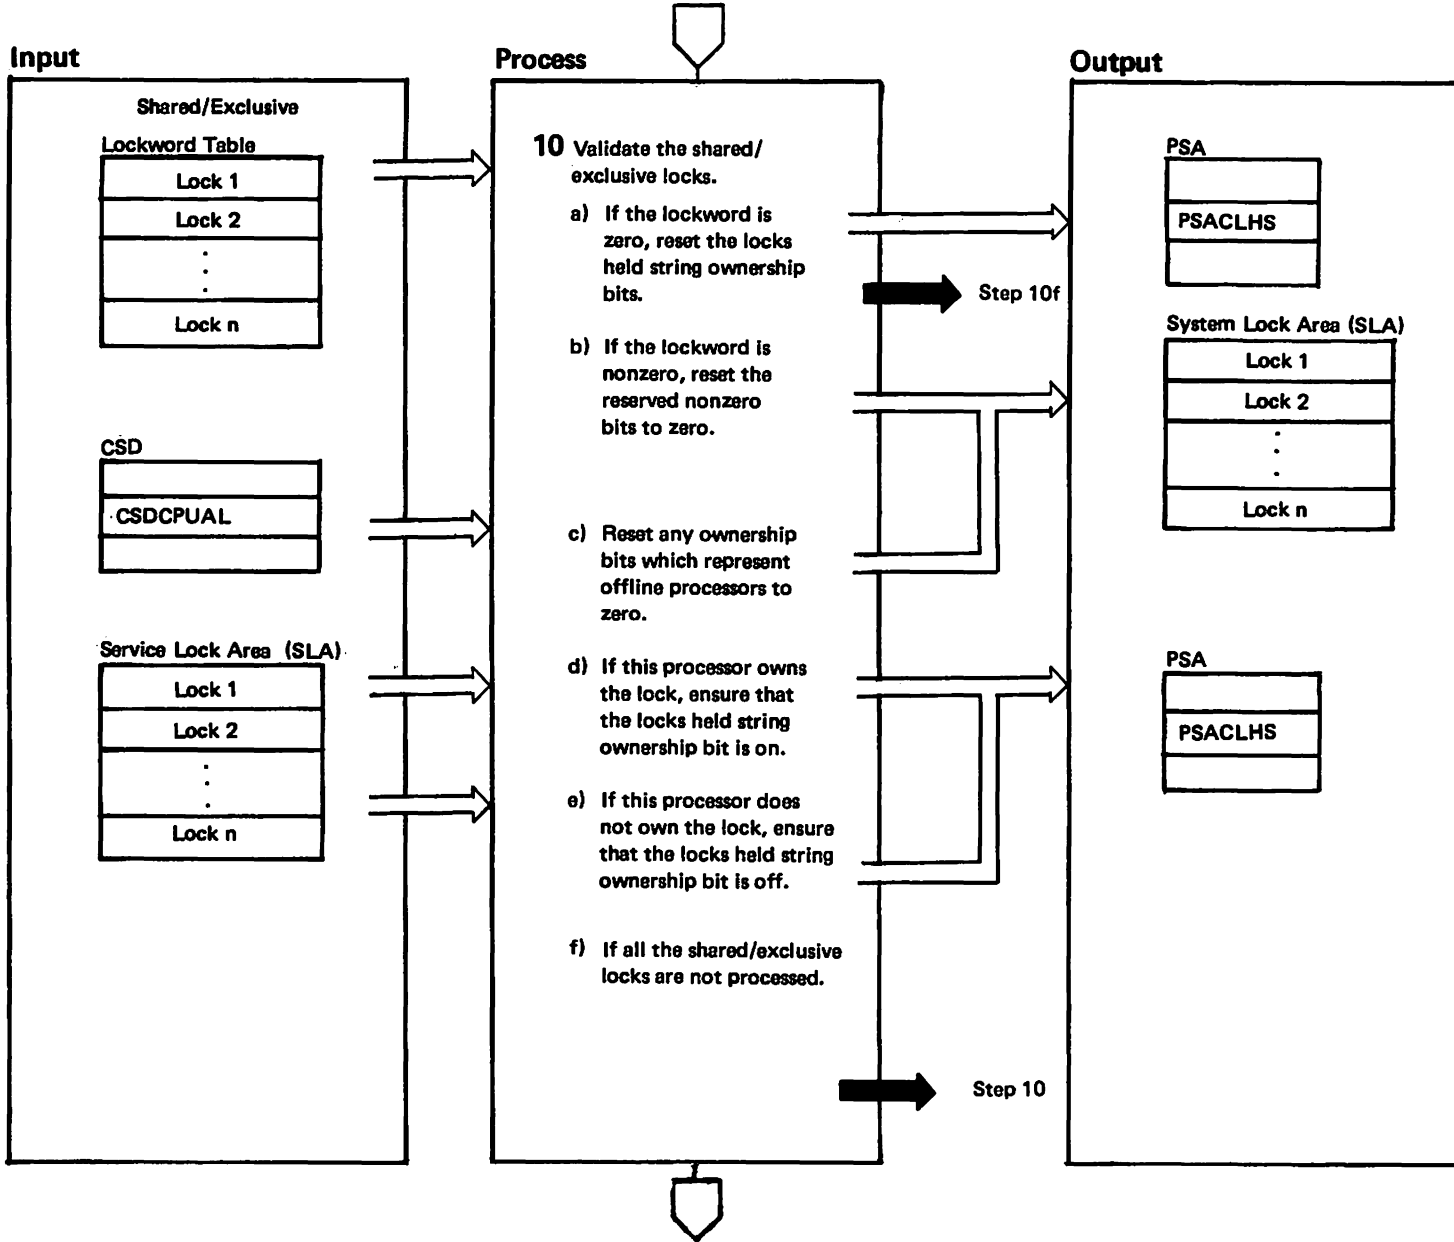 Input
Shared/Exclusive
Lockword Table
Lock 1
Lock 2
Lock n
CSD
CSDCPUAL
Service Lock Area (SLA)
Lock 1
Lock 2
Lock n
Process
10 Validate the shared/
exclusive locks.
a) If the lockword is
zero, reset the locks
held string ownership
bits.
Step 10f
b) If the lockword is
nonzero, reset the
reserved nonzero
bits to zero.
c) Reset any ownership
bits which represent
offline processors to
zero.
d) If this processor owns
the lock, ensure that
the locks held string
ownership bit is on.
e) If this processor does
not own the lock, ensure
that the locks held string
ownership bit is off.
f) If all the shared/exclusive
locks are not processed.
Step 10
Output
PSA
PSACLHS
System Lock Area (SLA)
Lock 1
Lock 2
Lock n
PSA
PSACLHS